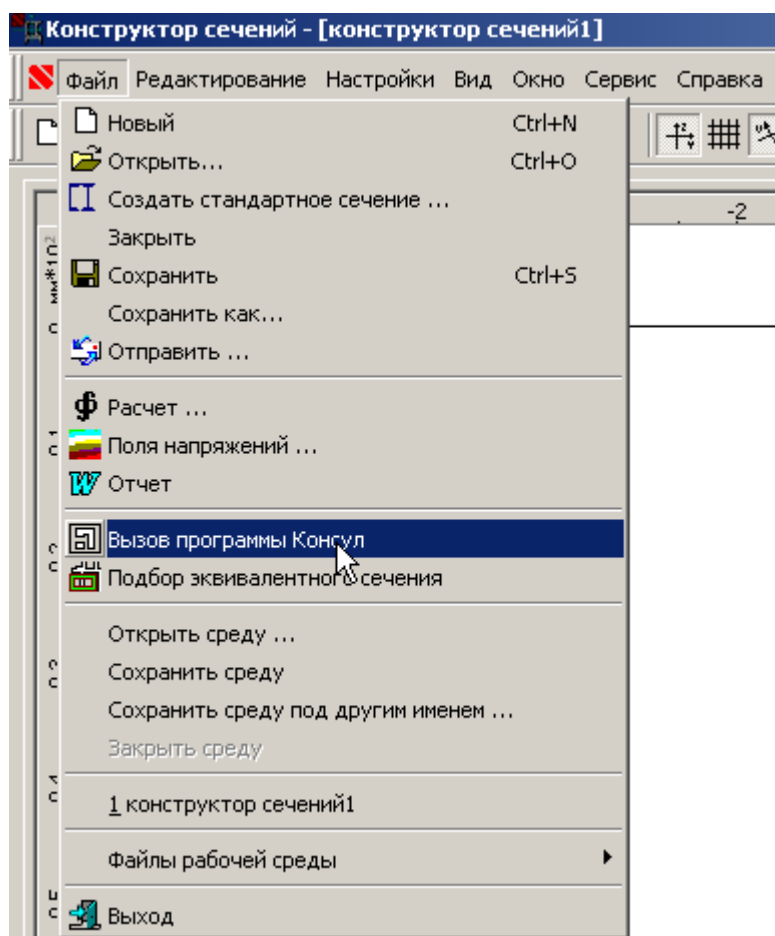 Конструктор сечений - [конструктор сечений1]
Файл Редактирование Настройки Вид Окно Сервис Справка
Новый Ctrl+N
Открыть... Ctrl+O
Создать стандартное сечение ...
-2
Закрыть
мм*10²
Сохранить Ctrl+S
Сохранить как...
Отправить ...
Расчет ...
Поля напряжений ...
Отчет
Вызов программы Консул
Подбор эквивалентного сечения
Открыть среду ...
Сохранить среду
Сохранить среду под другим именем ...
Закрыть среду
1 конструктор сечений1
Файлы рабочей среды
Выход